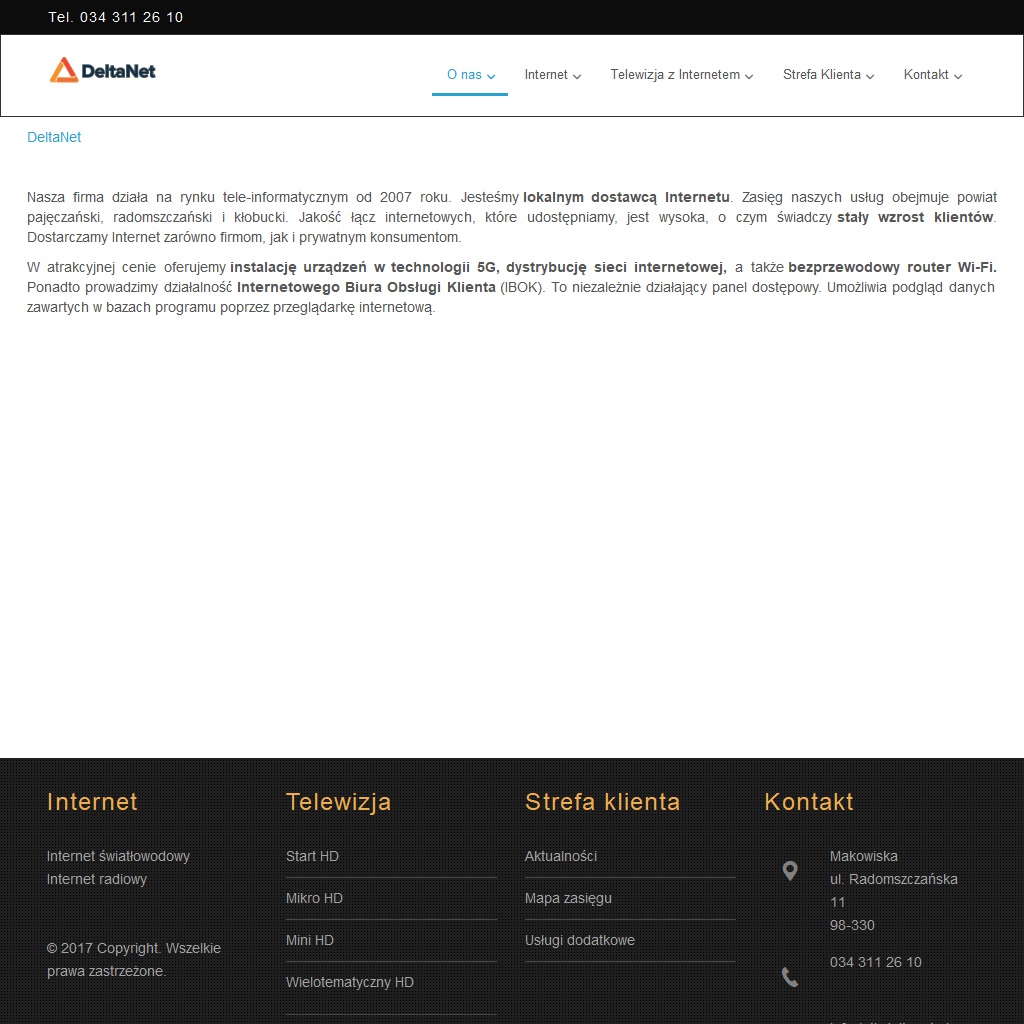 Tel. 034 311 26 10
DeltaNet
O nas
Internet
Telewizja z Internetem
Strefa Klienta
Kontakt
DeltaNet
Nasza firma działa na rynku tele-informatycznym od 2007 roku. Jesteśmy lokalnym dostawcą Internetu. Zasięg naszych usług obejmuje powiat
pajęczański, radomszczański i kłobucki. Jakość łącz internetowych, które udostępniamy, jest wysoka, o czym świadczy stały wzrost klientów.
Dostarczamy Internet zarówno firmom, jak i prywatnym konsumentom.
W atrakcyjnej cenie oferujemy instalację urządzeń w technologii 5G, dystrybucję sieci internetowej, a także bezprzewodowy router Wi-Fi.
Ponadto prowadzimy działalność Internetowego Biura Obsługi Klienta (IBOK). To niezależnie działający panel dostępowy. Umożliwia podgląd danych
zawartych w bazach programu poprzez przeglądarkę internetową.
Internet
Internet światłowodowy
Internet radiowy
© 2017 Copyright. Wszelkie
prawa zastrzeżone.
Telewizja
Start HD
Mikro HD
Mini HD
Wielotematyczny HD
Strefa klienta
Aktualności
Mapa zasięgu
Usługi dodatkowe
Kontakt
Makowiska
ul. Radomszczańska
11
98-330
034 311 26 10